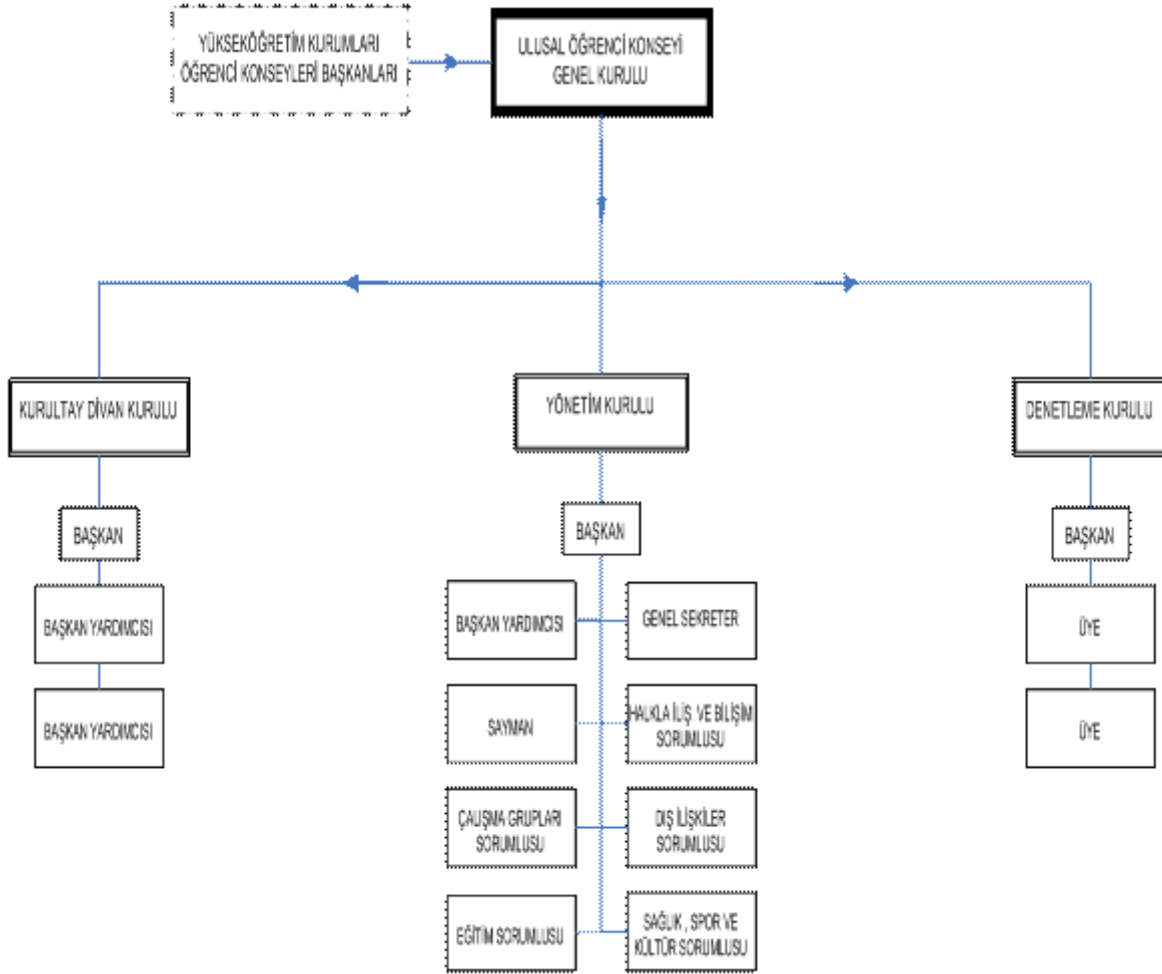 YÜKSEKÖĞRETİM KURUMLARI
ÖĞRENCİ KONSEYLERİ BAŞKANLARI
ULUSAL ÖĞRENCİ KONSEYİ
GENEL KURULU
KURULTAY DİVAN KURULU
BAŞKAN
BAŞKAN YARDIMCISI
BAŞKAN YARDIMCISI
YÖNETİM KURULU
BAŞKAN
BAŞKAN YARDIMCISI
GENEL SEKRETER
SAYMAN
HALKLA İLİŞ. VE BİLİŞİM
SORUMLUSU
ÇALIŞMA GRUPLARI
SORUMLUSU
DIŞ İLİŞKİLER
SORUMLUSU
EĞİTİM SORUMLUSU
SAĞLIK , SPOR VE
KÜLTÜR SORUMLUSU
DENETLEME KURULU
BAŞKAN
ÜYE
ÜYE